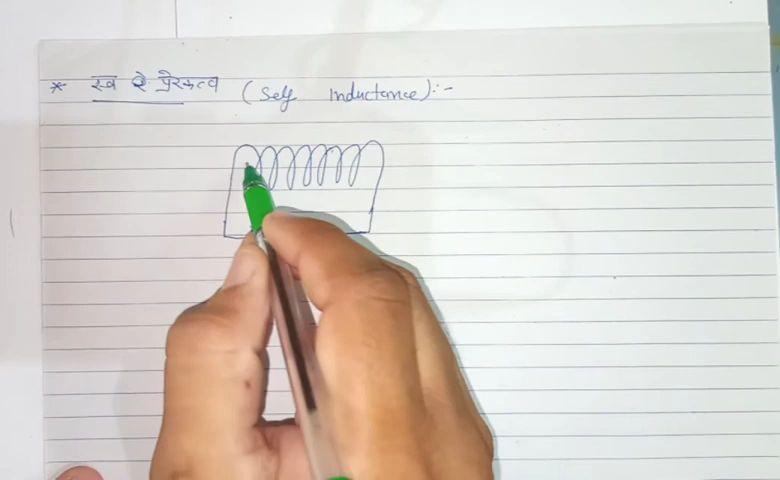 * स्व रे प्रेरकत्व (Self Inductance):-